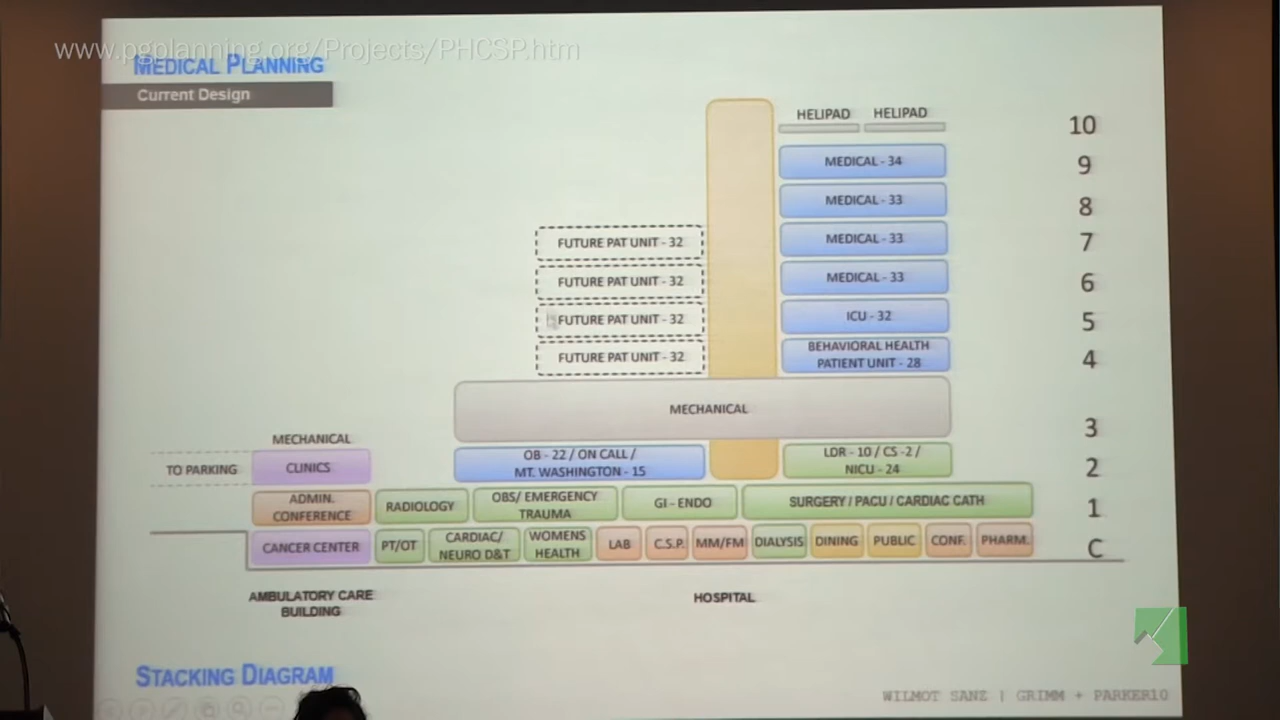 www.pgplanning.org/Projects/PHCSP.htm
MEDICAL PLANNING
Current Design
HELIPAD HELIPAD 10
MEDICAL - 34 9
MEDICAL - 33 8
FUTURE PAT UNIT - 32 MEDICAL - 33 7
FUTURE PAT UNIT - 32 MEDICAL - 33 6
FUTURE PAT UNIT - 32 ICU - 32 5
FUTURE PAT UNIT - 32
BEHAVIORAL HEALTH
PATIENT UNIT - 28
4
MECHANICAL 3
MECHANICAL
TO PARKING CLINICS
OB - 22 / ON CALL /
MT. WASHINGTON - 15
LDR - 10 / CS -2 /
NICU - 24
2
ADMIN.
CONFERENCE
RADIOLOGY
OBS/ EMERGENCY
TRAUMA
GI - ENDO
SURGERY / PACU / CARDIAC CATH
1
CANCER CENTER
PT/OT
CARDIAC/
NEURO D&T
WOMENS
HEALTH
LAB
C.S.P.
MM/FM
DIALYSIS
DINING
PUBLIC
CONF.
PHARM.
C
AMBULATORY CARE
BUILDING
HOSPITAL
STACKING DIAGRAM
WILMOT SANZ | GRIMM + PARKER10